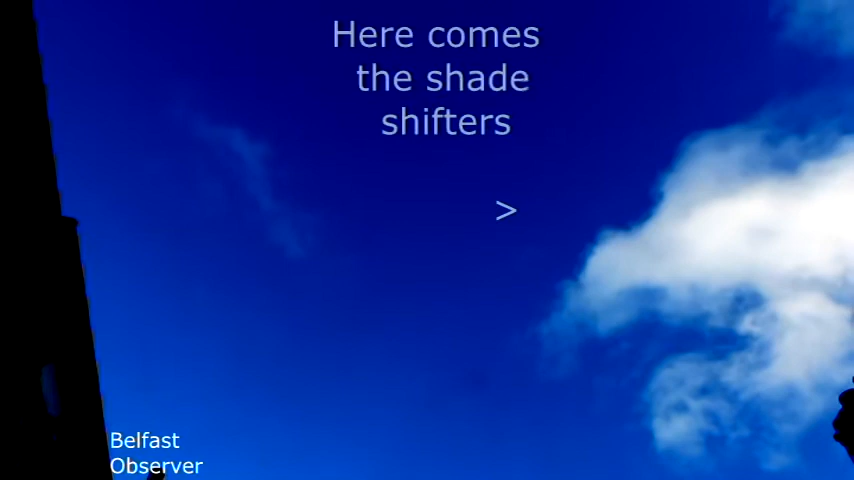 Here comes
the shade
shifters
>
Belfast
Observer